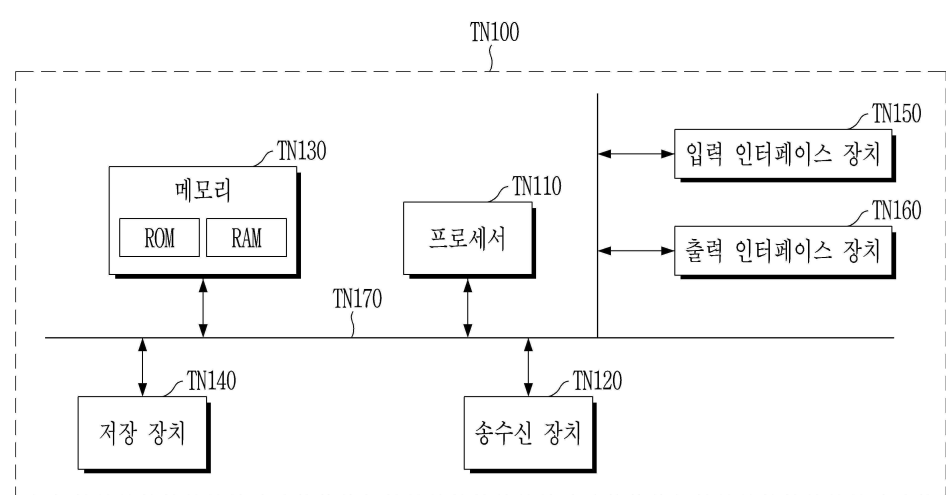 TN100
TN150
입력 인터페이스 장치
TN130
메모리
ROM RAM
TN110
프로세서
TN160
출력 인터페이스 장치
TN170
TN140
저장 장치
TN120
송수신 장치